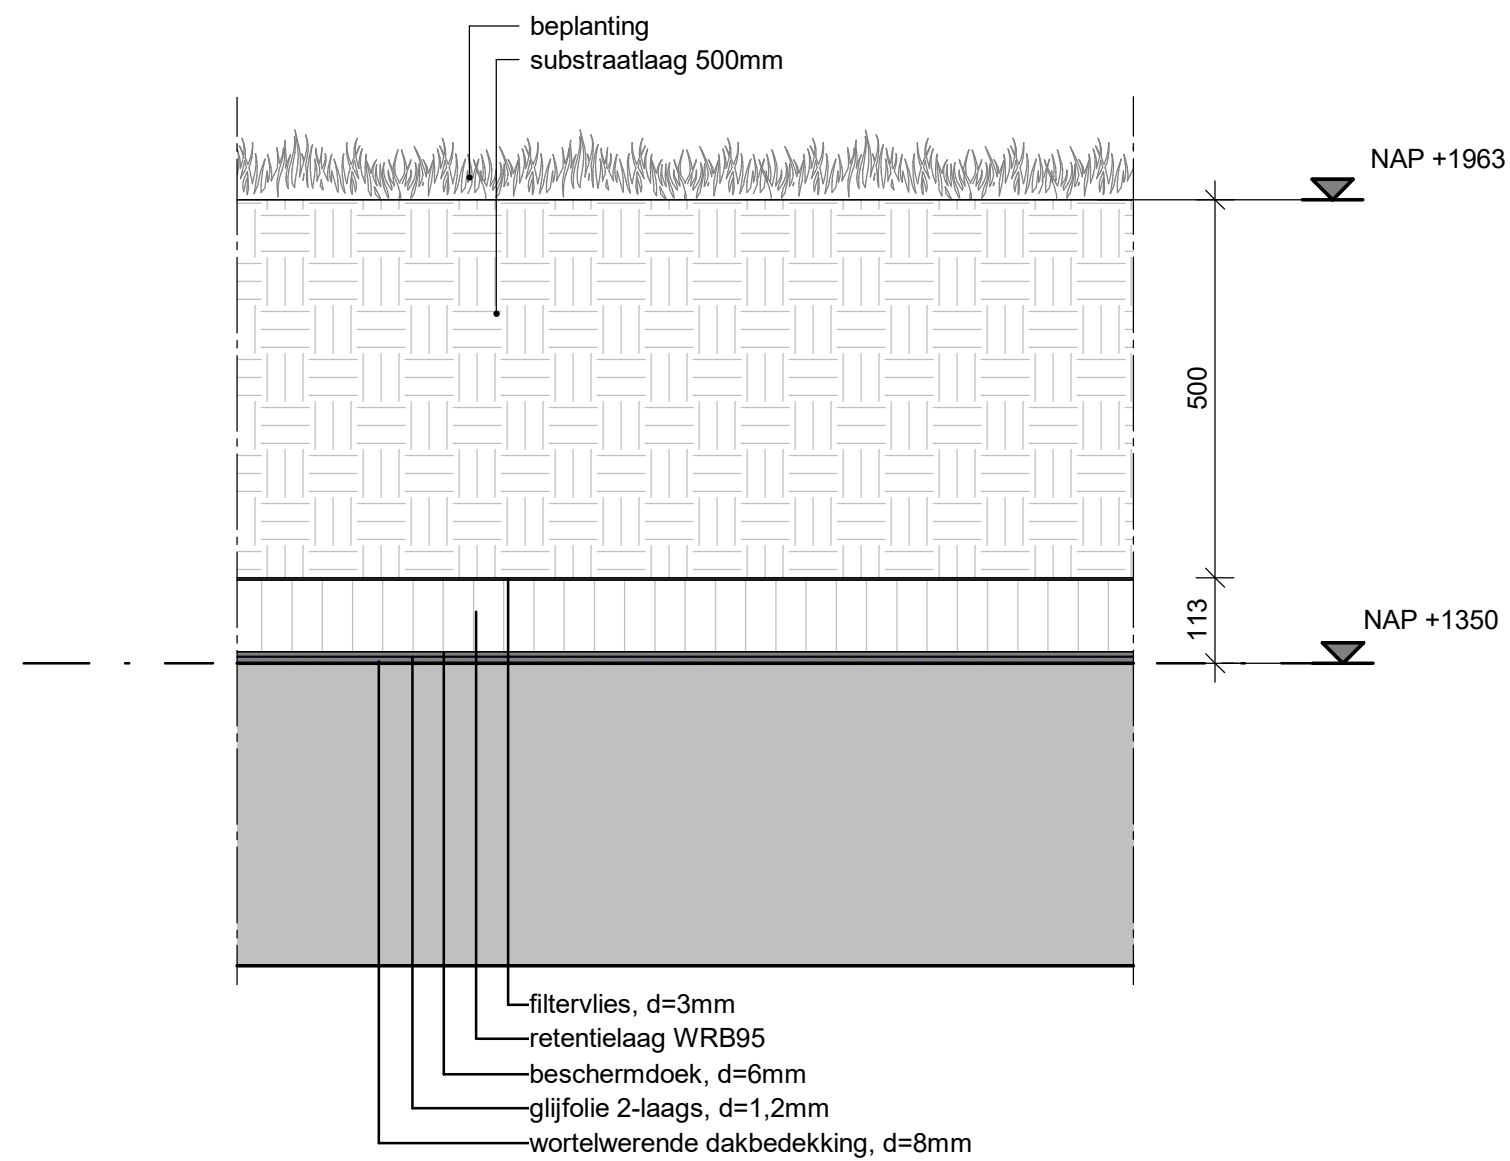 beplanting
substraatlaag 500mm
NAP +1963
500
113
NAP +1350
filtervlies, d=3mm
retentielaag WRB95
beschermdoek, d=6mm
glijfolie 2-laags, d=1,2mm
wortelwerende dakbedekking, d=8mm